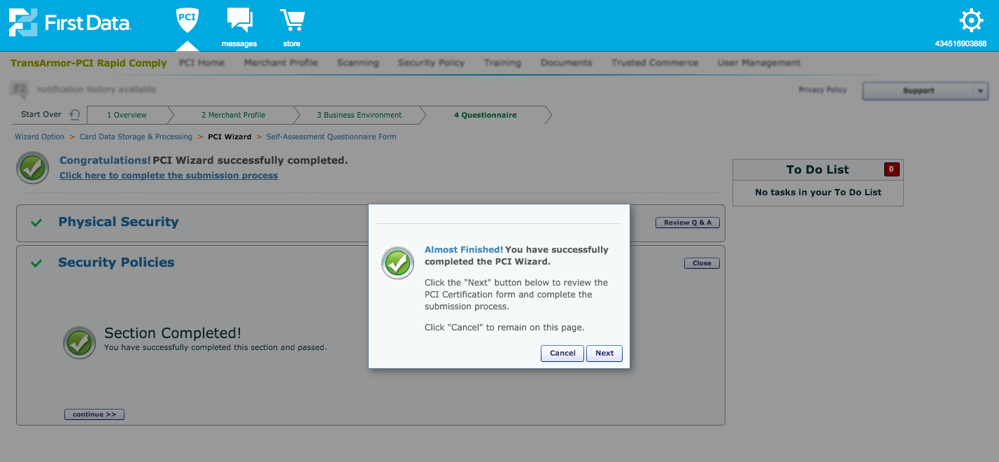 First Data.
PCI
messages
store
434516903888
TransArmor-PCI Rapid Comply
PCI Home
Merchant Profile
Scanning
Security Policy
Training
Documents
Trusted Commerce
User Management
notification history available
Privacy Policy
Support
Start Over
1 Overview
2 Merchant Profile
3 Business Environment
4 Questionnaire
Wizard Option > Card Data Storage & Processing > PCI Wizard > Self-Assessment Questionnaire Form
Congratulations! PCI Wizard successfully completed.
Click here to complete the submission process
To Do List
0
No tasks in your To Do List
Physical Security
Review Q & A
Security Policies
Close
Section Completed!
You have successfully completed this section and passed.
continue >>
Almost Finished! You have successfully
completed the PCI Wizard.
Click the "Next" button below to review the
PCI Certification form and complete the
submission process.
Click "Cancel" to remain on this page.
Cancel
Next